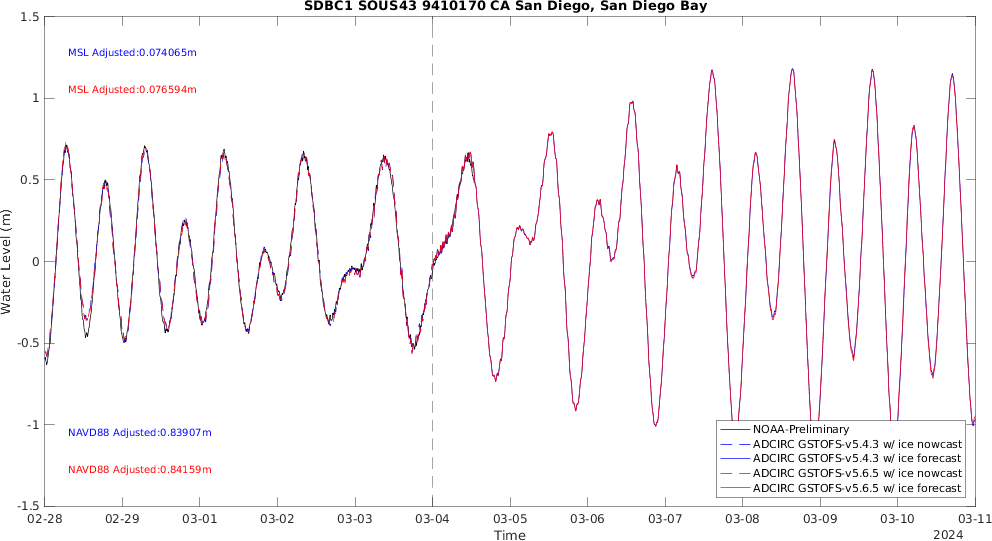 SDBC1 SOUS43 9410170 CA San Diego, San Diego Bay
1.5
MSL Adjusted:0.074065m
MSL Adjusted:0.076594m
1
0.5
Water Level (m)
0
-0.5
-1
NAVD88 Adjusted:0.83907m
NAVD88 Adjusted:0.84159m
NOAA-Preliminary
ADCIRC GSTOFS-v5.4.3 w/ ice nowcast
ADCIRC GSTOFS-v5.4.3 w/ ice forecast
ADCIRC GSTOFS-v5.6.5 w/ ice nowcast
ADCIRC GSTOFS-v5.6.5 w/ ice forecast
-1.5
02-28 02-29 03-01 03-02 03-03 03-04 03-05 03-06 03-07 03-08 03-09 03-10 03-11
Time 2024